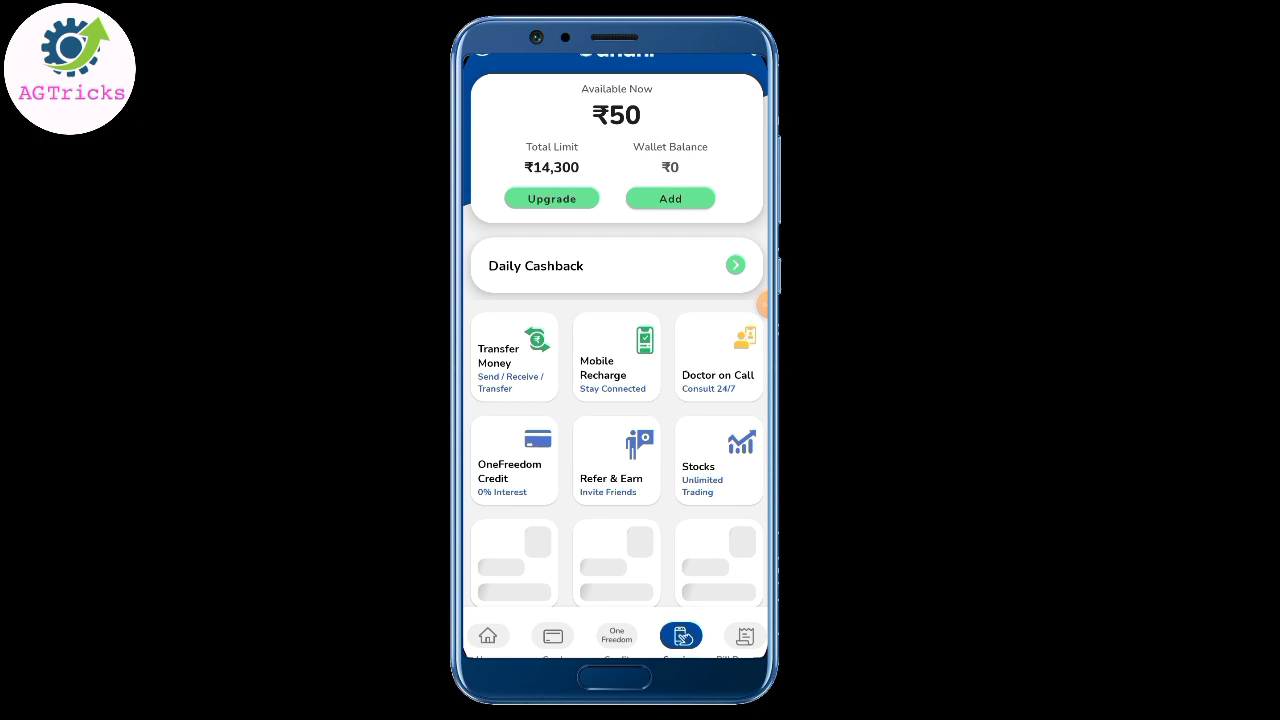 AGTricks
Available Now
₹50
Total Limit
Wallet Balance
₹14,300
₹0
Upgrade
Add
Daily Cashback
Transfer
Money
Send / Receive /
Transfer
Mobile
Recharge
Stay Connected
Doctor on Call
Consult 24/7
OneFreedom
Credit
0% Interest
Refer & Earn
Invite Friends
Stocks
Unlimited
Trading
One
Freedom